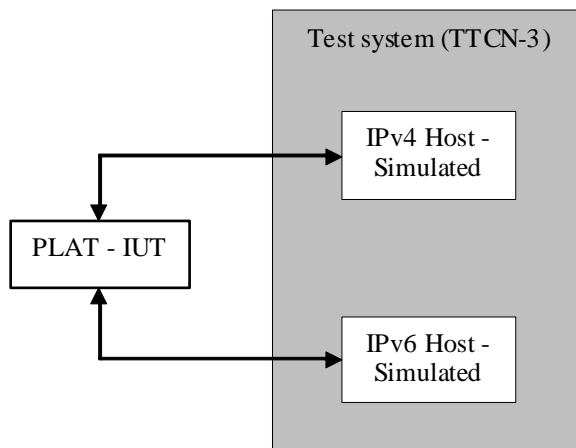 Test system (TTCN-3)
IPv4 Host -
Simulated
PLAT - IUT
IPv6 Host -
Simulated